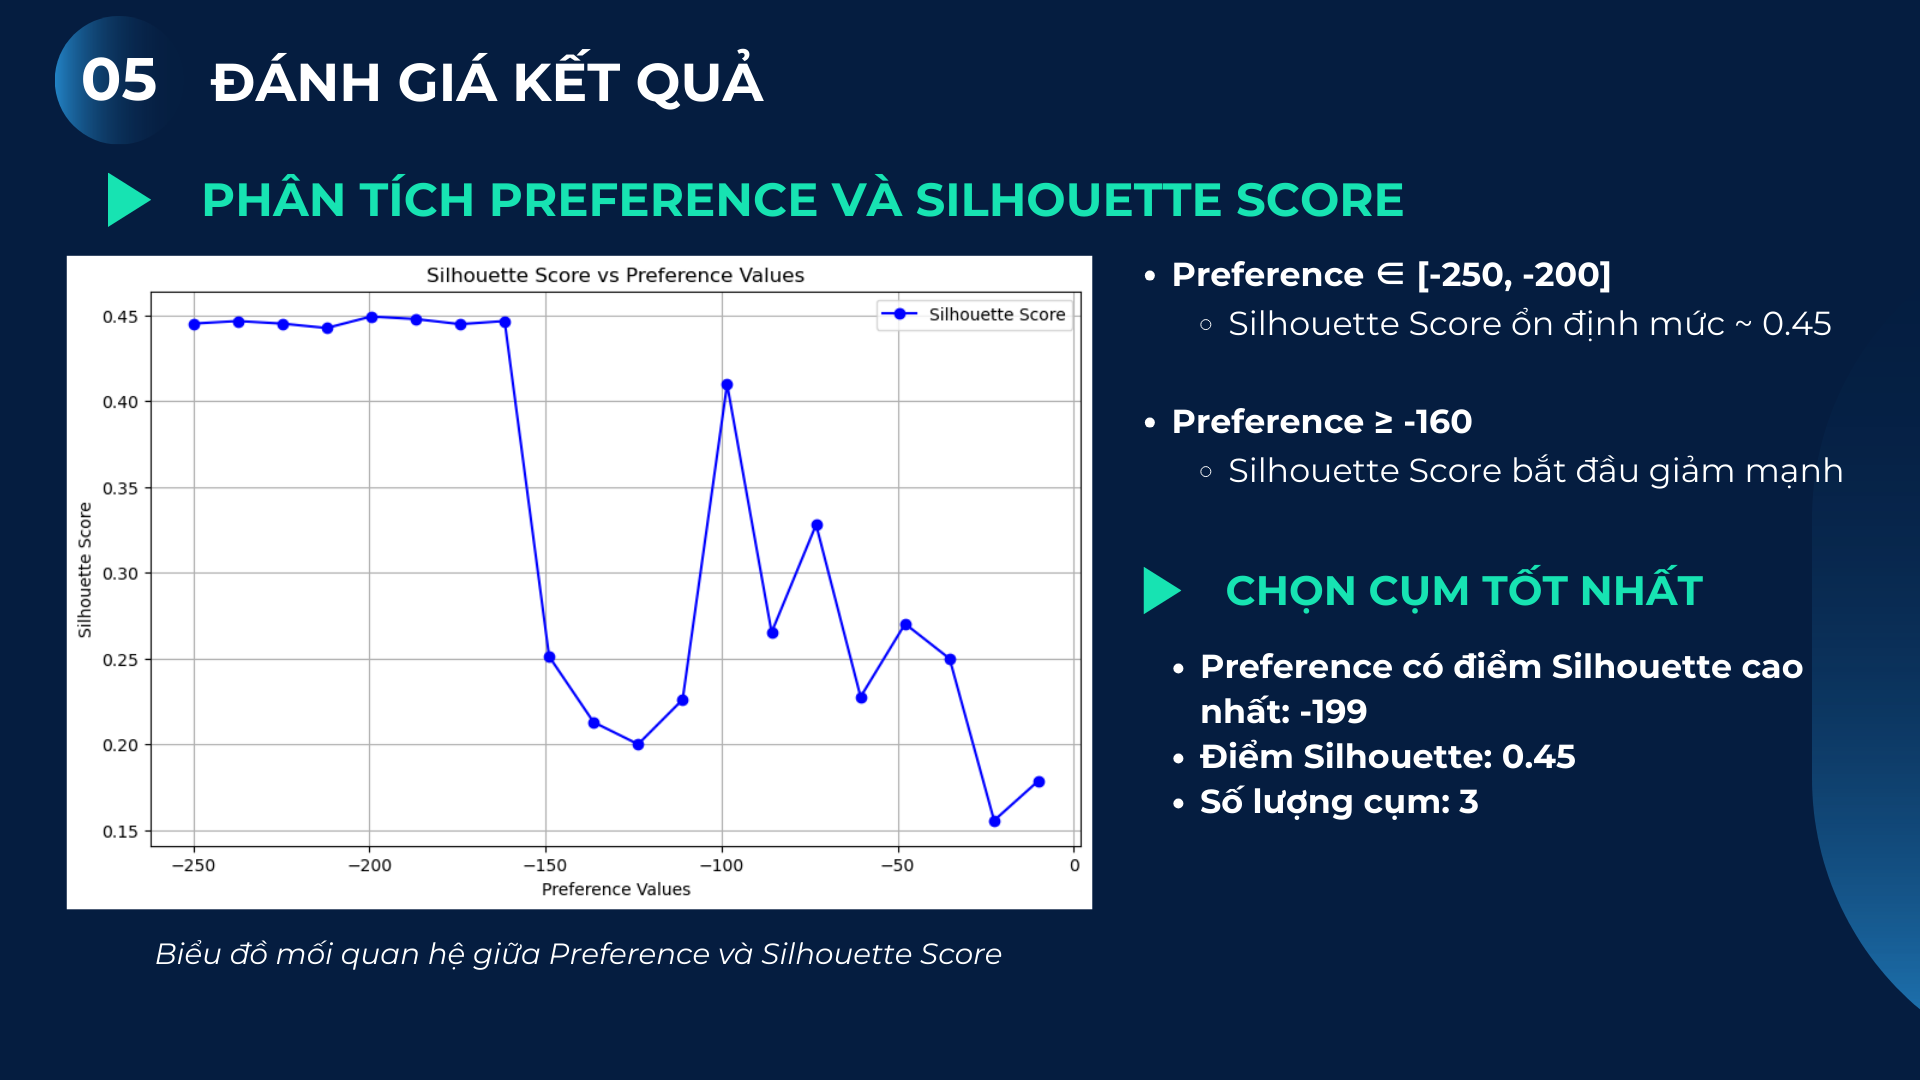 05
ĐÁNH GIÁ KẾT QUẢ
PHÂN TÍCH PREFERENCE VÀ SILHOUETTE SCORE
Silhouette Score vs Preference Values
Silhouette Score
0.45
0.40
0.35
0.30
0.25
0.20
0.15
Silhouette Score
−250
−200
−150
−100
−50
0
Preference Values
Biểu đồ mối quan hệ giữa Preference và Silhouette Score
• Preference ∈ [-250, -200]
○ Silhouette Score ổn định mức ~ 0.45
• Preference ≥ -160
○ Silhouette Score bắt đầu giảm mạnh
CHỌN CỤM TỐT NHẤT
• Preference có điểm Silhouette cao
nhất: -199
• Điểm Silhouette: 0.45
• Số lượng cụm: 3